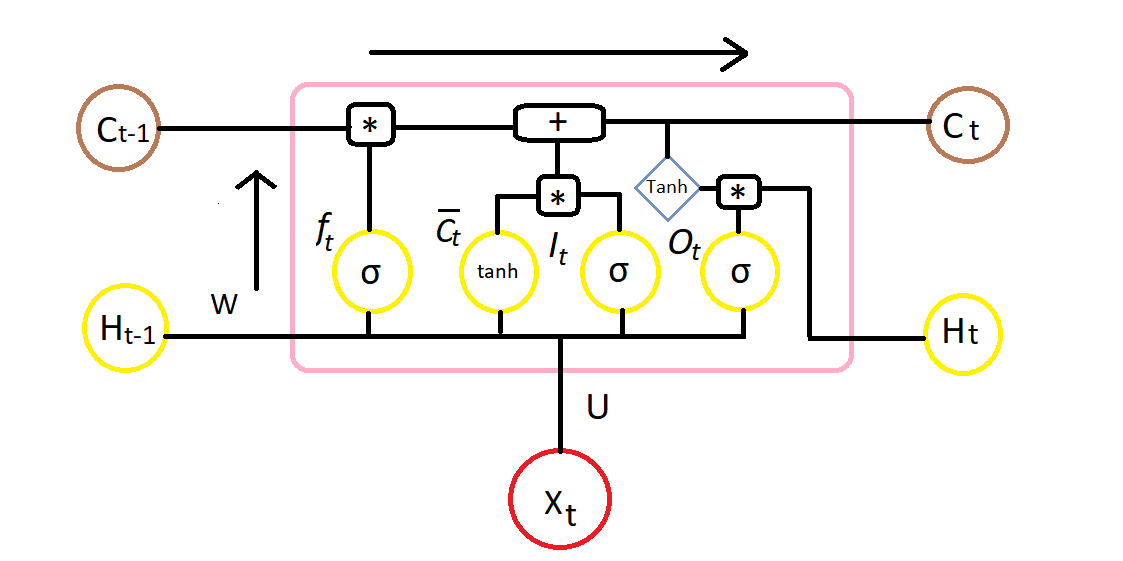 Ct-1
*
+
Ct
Tanh
*
*
ft
C̅t
It
Ot
σ
tanh
σ
σ
W
Ht-1
Ht
U
Xt